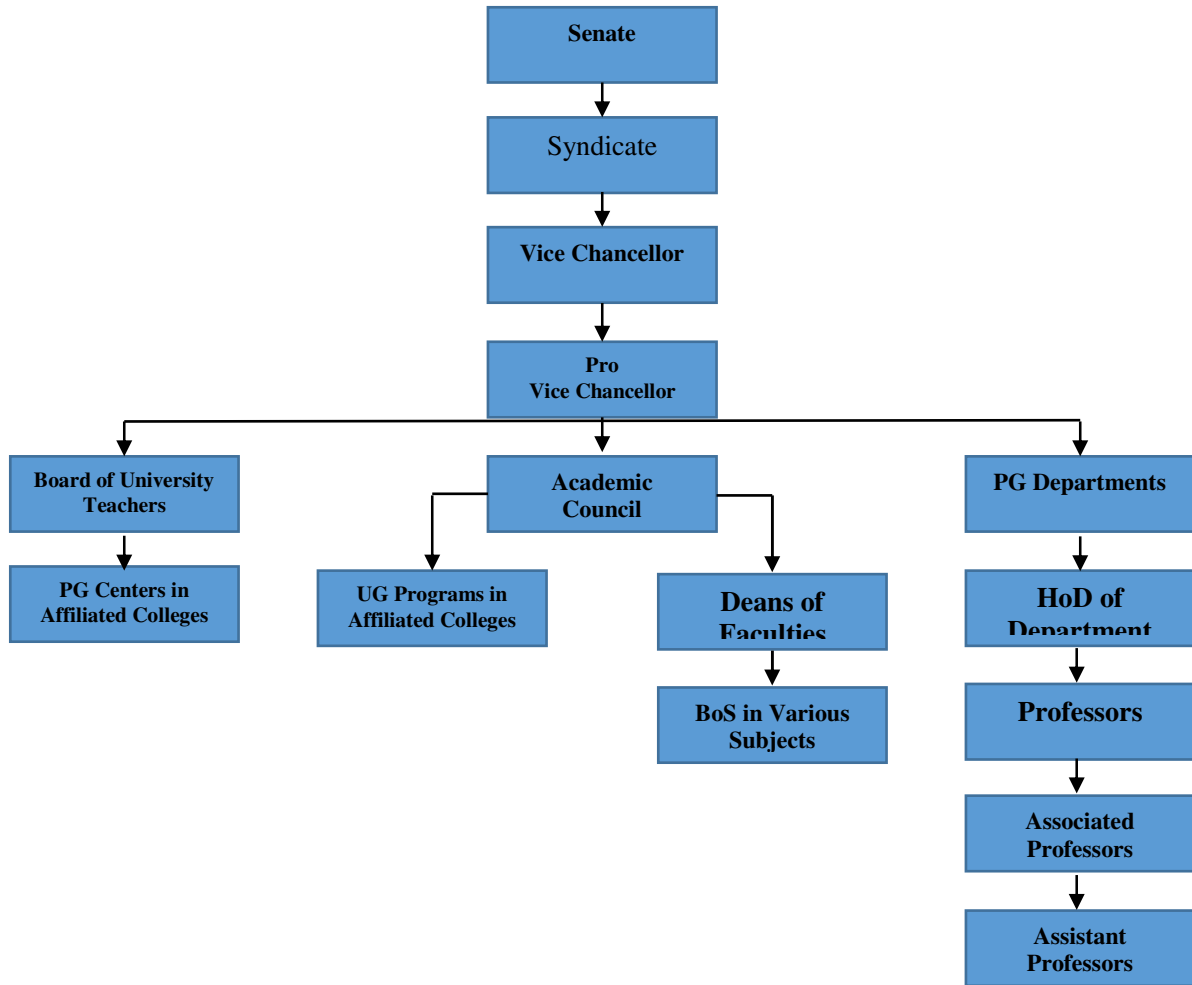 Senate
Syndicate
Vice Chancellor
Pro
Vice Chancellor
Board of University
Teachers
Academic
Council
PG Departments
PG Centers in
Affiliated Colleges
UG Programs in
Affiliated Colleges
Deans of
Faculties
HoD of
Department
BoS in Various
Subjects
Professors
Associated
Professors
Assistant
Professors